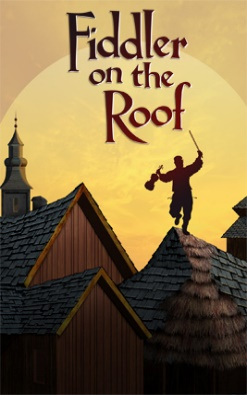 Fiddler
on the
Roof